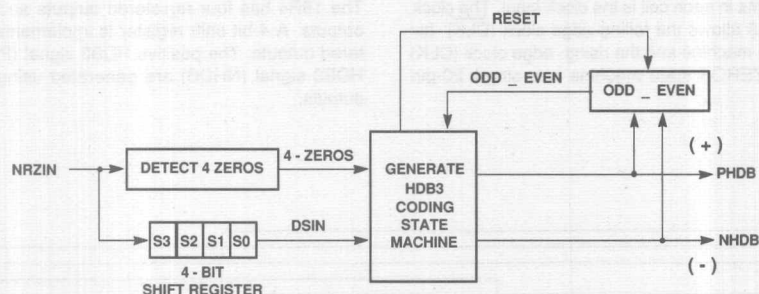 RESET
ODD _ EVEN
ODD _ EVEN
(+)
NRZIN
DETECT 4 ZEROS
4 - ZEROS
GENERATE
HDB3
CODING
STATE
MACHINE
PHDB
S3 S2 S1 S0
DSIN
NHDB
(-)
4 - BIT
SHIFT REGISTER